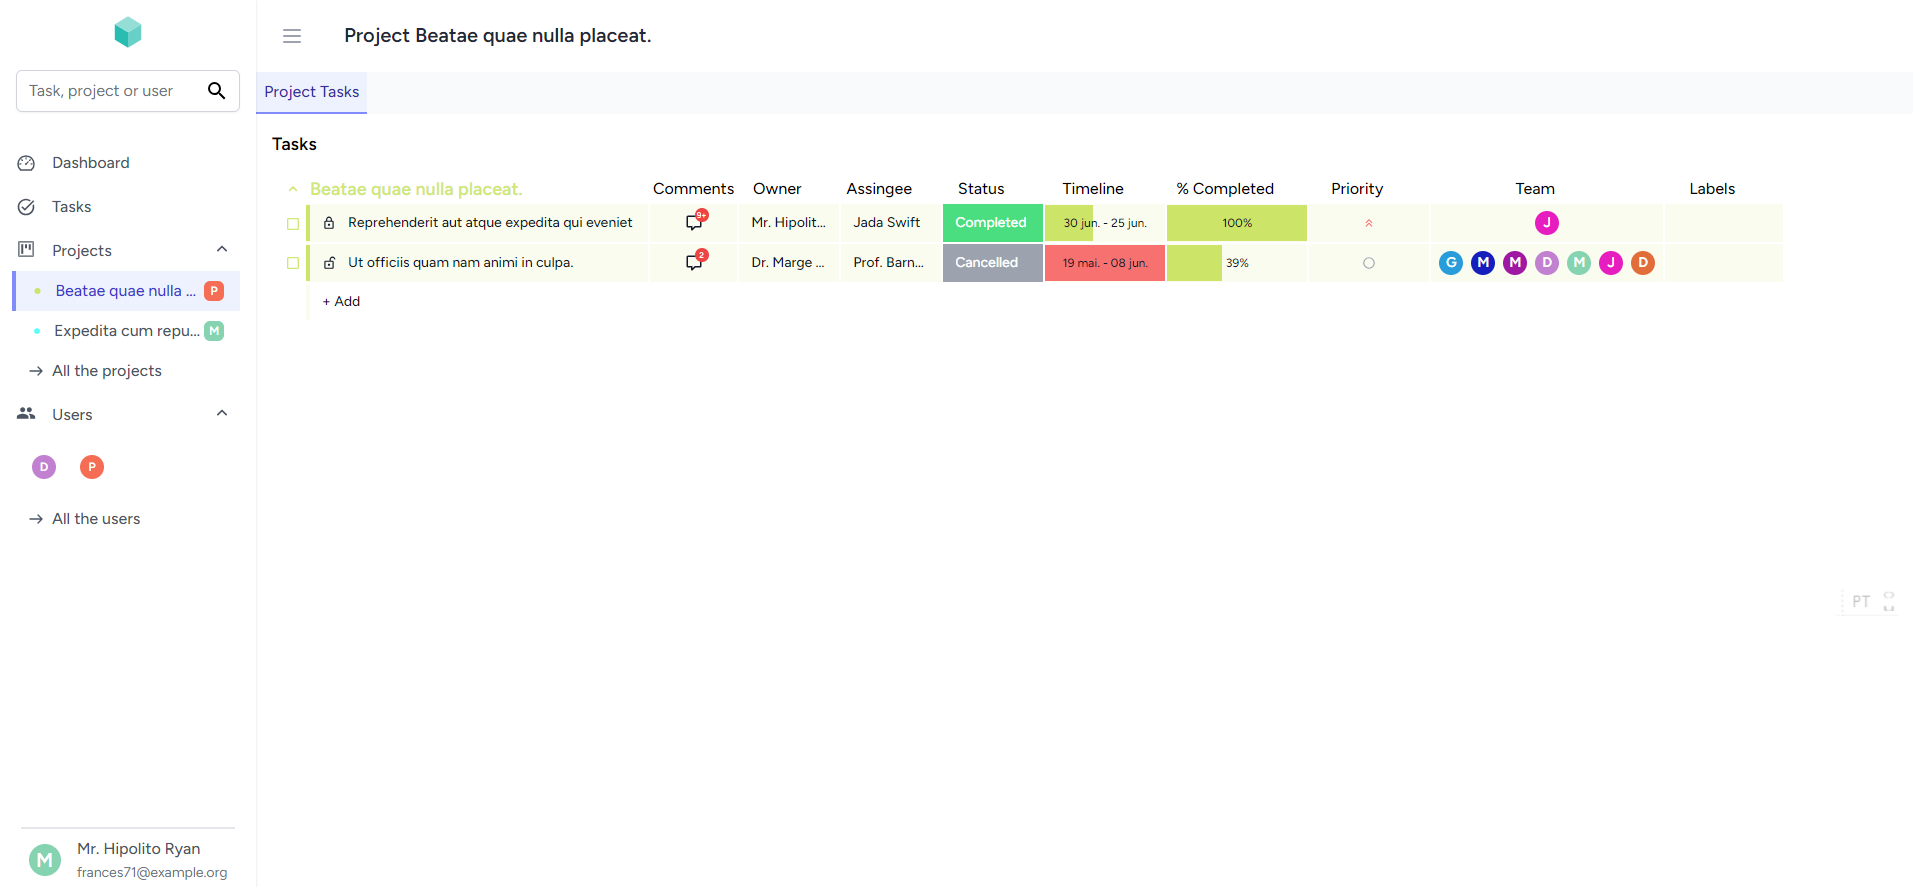 Project Beatae quae nulla placeat.
Task, project or user
Project Tasks
Dashboard
Tasks
Projects
Beatae quae nulla ... P
Expedita cum repu... M
All the projects
Users
D P
All the users
Mr. Hipolito Ryan
M
frances71@example.org
Tasks
Beatae quae nulla placeat. Comments Owner Assingee Status Timeline % Completed Priority Team Labels
Reprehenderit aut atque expedita qui eveniet 9+ Mr. Hipolit... Jada Swift Completed 30 jun. - 25 jun. 100% J
Ut officiis quam nam animi in culpa. 2 Dr. Marge ... Prof. Barn... Cancelled 19 mai. - 08 jun. 39% G M M D M J D
+ Add
PT